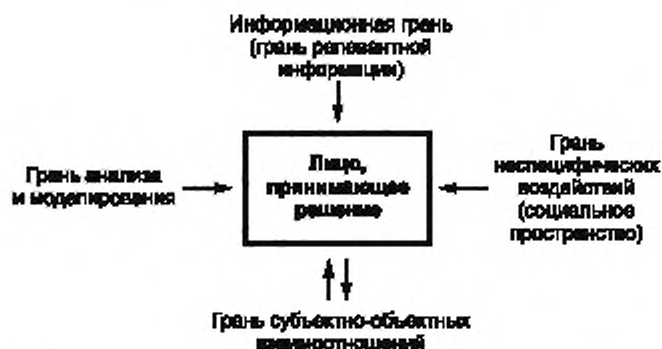 Информационная грань
(грань релевантной
информации)
Грань анализа
и моделирования
Лицо,
принимающее
решение
Грань
неспецифических
воздействий
(социальное
пространство)
Грань субъектно-объектных
взаимоотношений